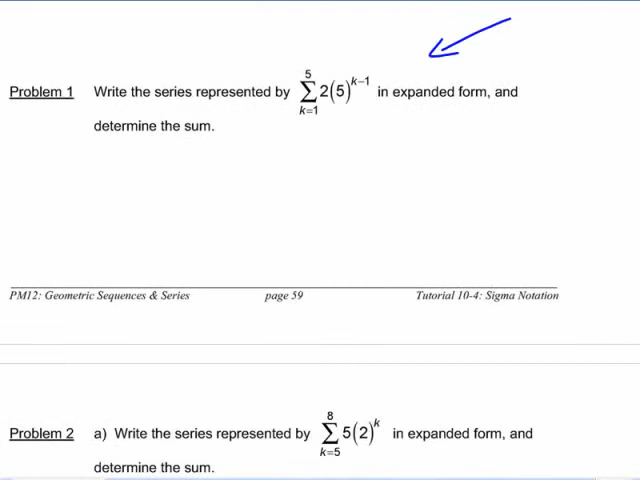 Problem 1 Write the series represented by \sum_{k=1}^{5} 2(5)^{k-1} in expanded form, and
determine the sum.
PM12: Geometric Sequences & Series page 59 Tutorial 10-4: Sigma Notation
Problem 2 a) Write the series represented by \sum_{k=5}^{8} 5(2)^{k} in expanded form, and
determine the sum.